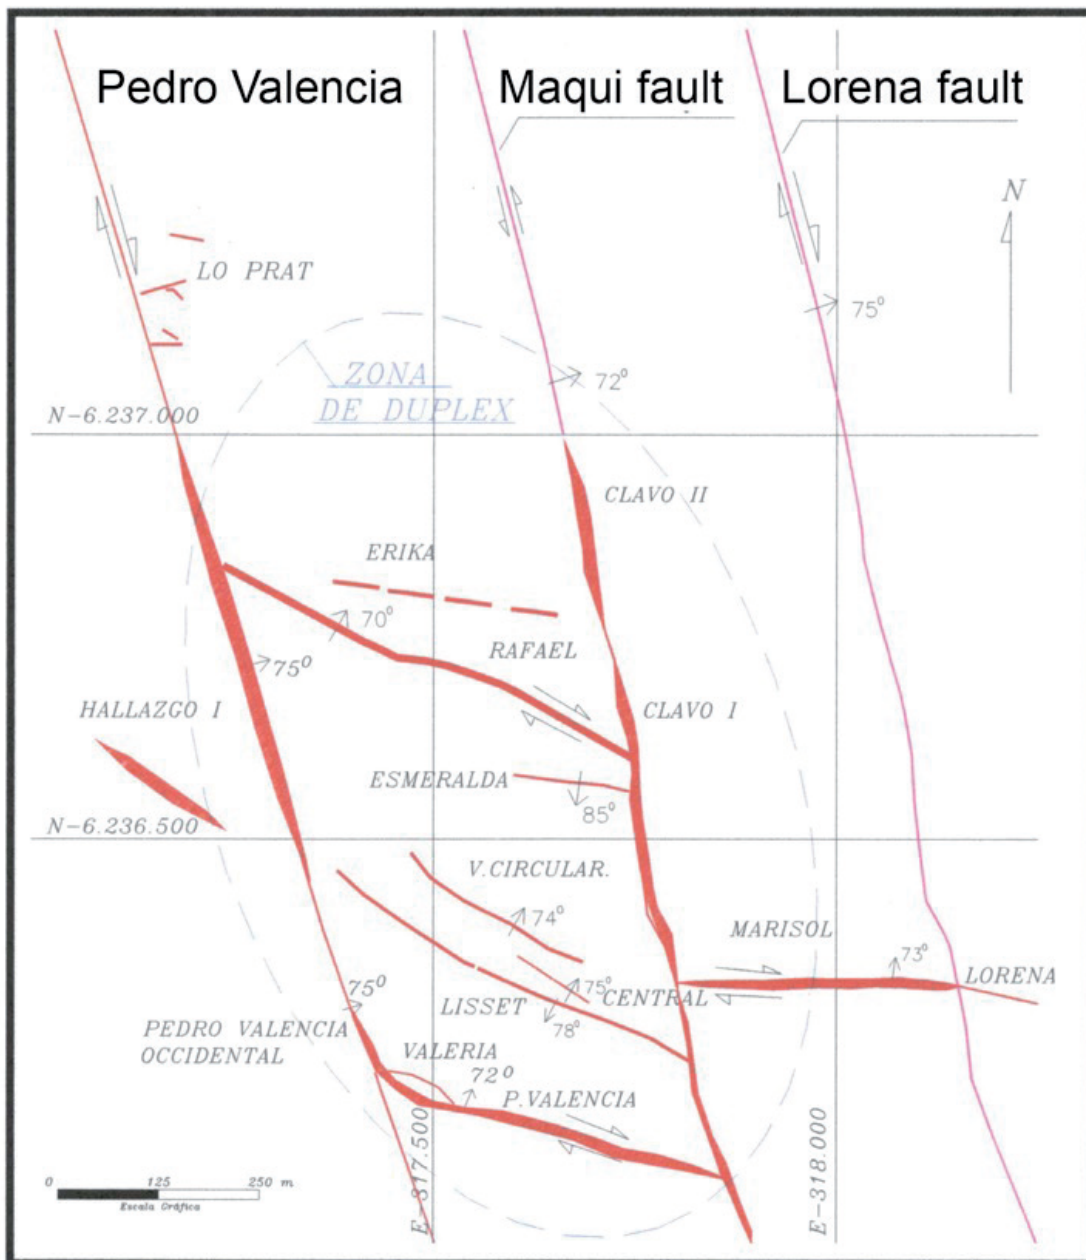 Pedro Valencia
Maqui fault
Lorena fault
N
LO PRAT
75°
ZONA
DE DUPLEX
72°
N-6.237.000
CLAVO II
ERIKA
70°
RAFAEL
75°
HALLAZGO I
CLAVO I
ESMERALDA
85°
N-6.236.500
V.CIRCULAR.
74°
MARISOL
73°
LORENA
75°
75°
CENTRAL
LISSET
78°
PEDRO VALENCIA
OCCIDENTAL
VALERIA
72°
P.VALENCIA
E-317.500
E-318.000
0 125 250 m
Escala Gráfica